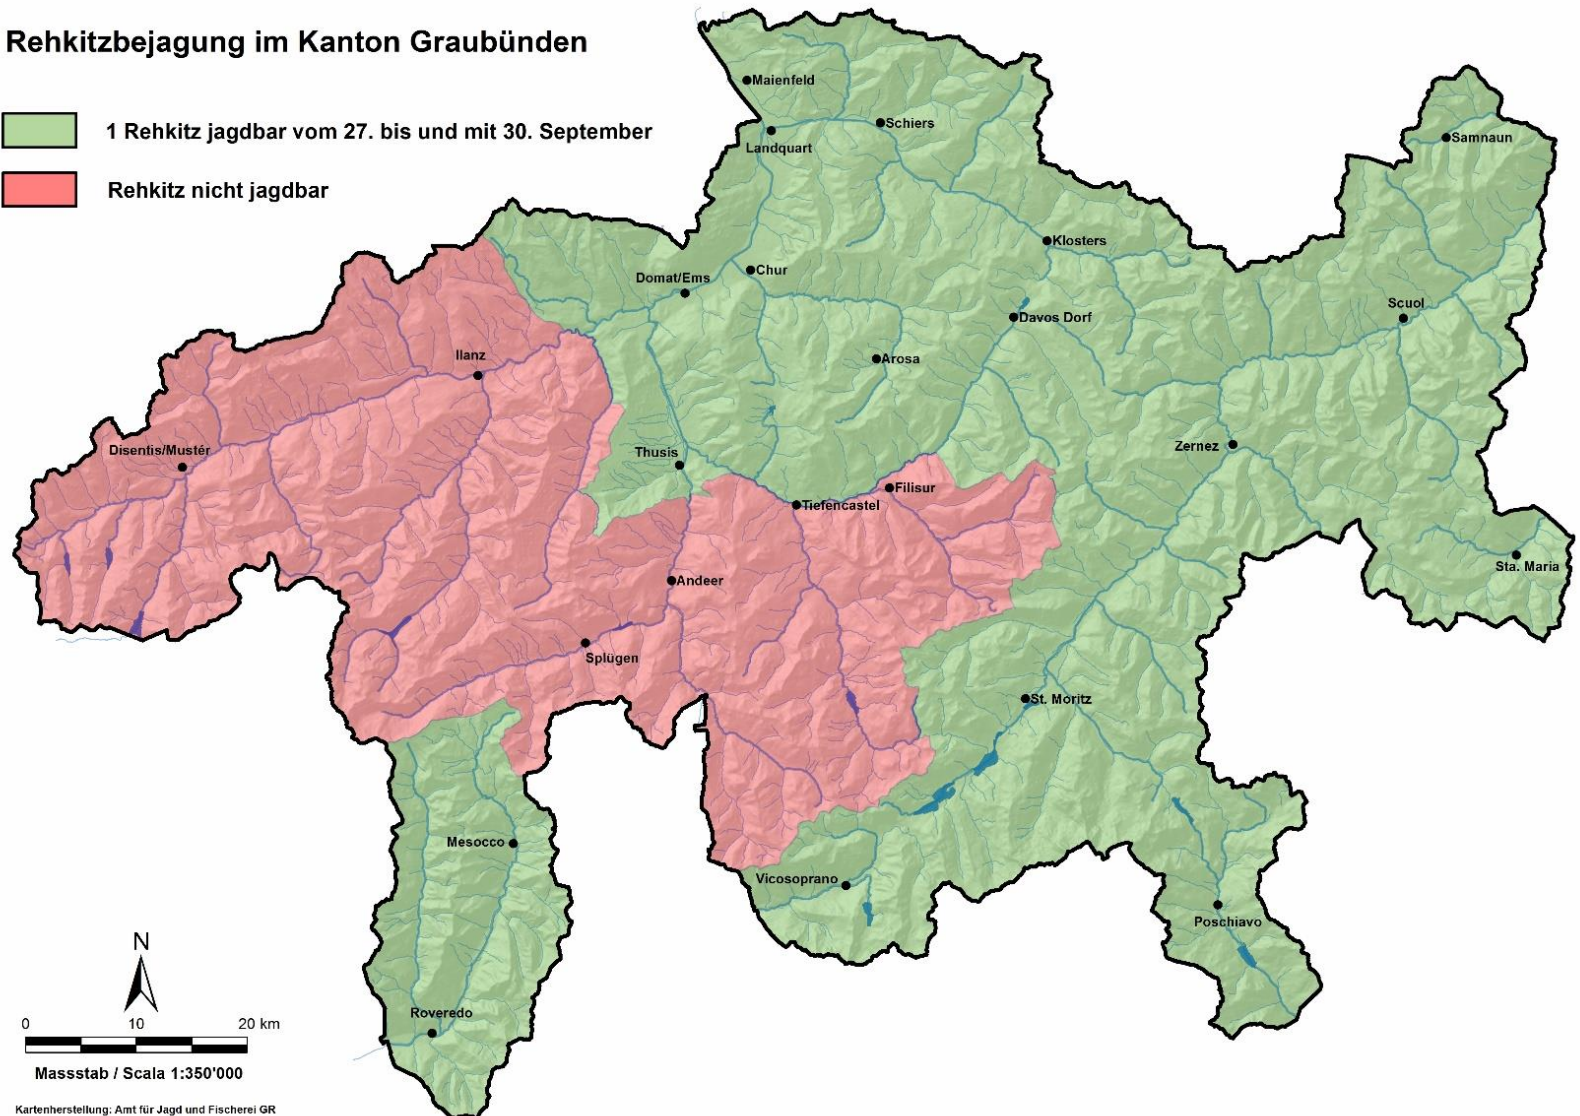 Rehkitzbejagung im Kanton Graubünden
1 Rehkitz jagdbar vom 27. bis und mit 30. September
Rehkitz nicht jagdbar
Maienfeld
Schiers
Landquart
Samnaun
Klosters
Chur
Domat/Ems
Scuol
Davos Dorf
Ilanz
Arosa
Disentis/Mustér
Thusis
Zernez
Filisur
Tiefencastel
Sta. Maria
Andeer
Splügen
St. Moritz
Mesocco
Vicosoprano
Poschiavo
Roveredo
N
0 10 20 km
Massstab / Scala 1:350'000
Kartenherstellung: Amt für Jagd und Fischerei GR